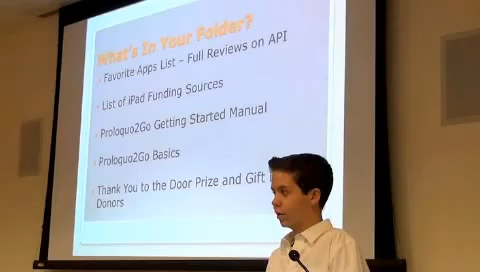 What's In Your Folder?
Favorite Apps List – Full Reviews on API
List of iPad Funding Sources
Proloquo2Go Getting Started Manual
Proloquo2Go Basics
Thank You to the Door Prize and Gift
Donors